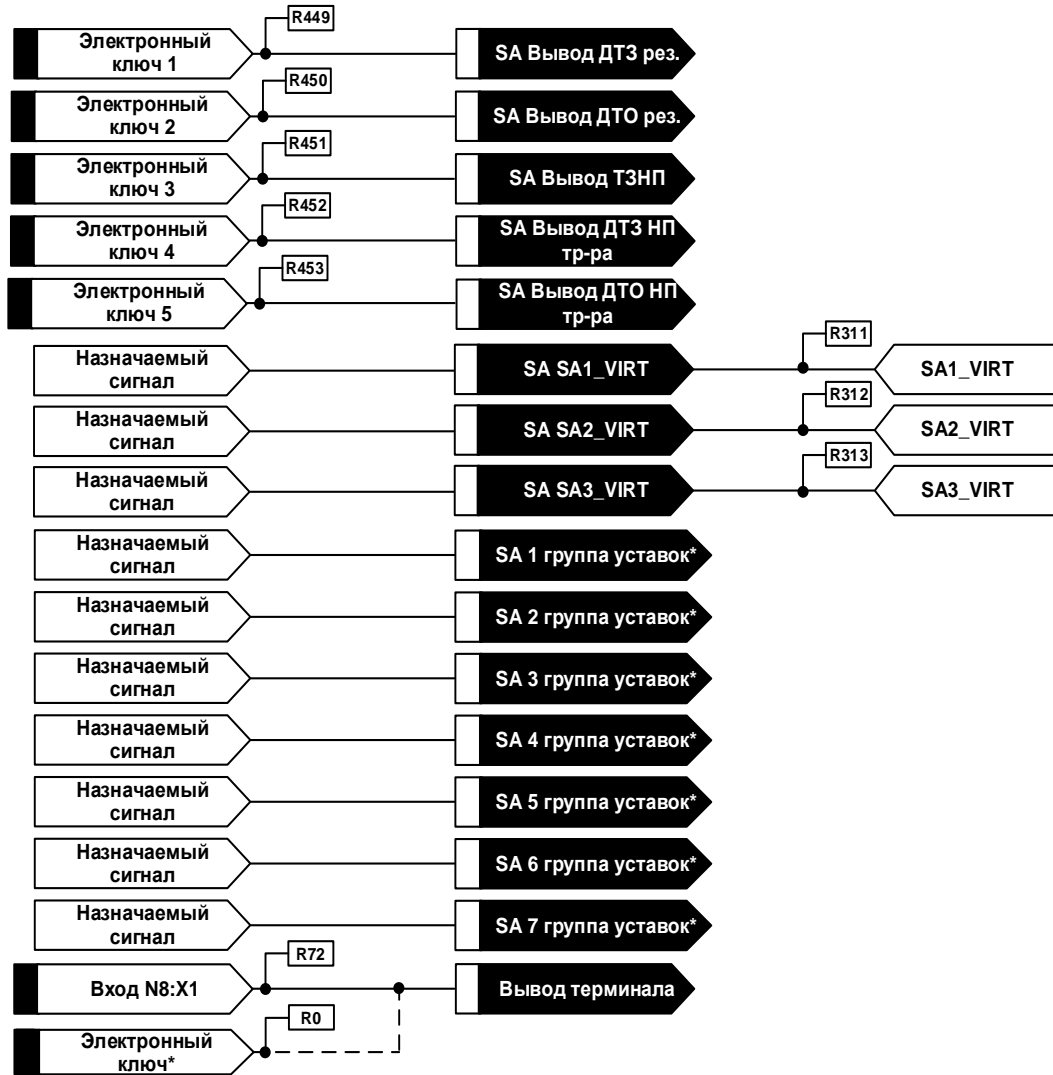 R449
Электронный
ключ 1
SA Вывод ДТЗ рез.
R450
Электронный
ключ 2
SA Вывод ДТО рез.
R451
Электронный
ключ 3
SA Вывод ТЗНП
R452
Электронный
ключ 4
SA Вывод ДТЗ НП
тр-ра
R453
Электронный
ключ 5
SA Вывод ДТО НП
тр-ра
R311
Назначаемый
сигнал
SA SA1_VIRT
SA1_VIRT
R312
Назначаемый
сигнал
SA SA2_VIRT
SA2_VIRT
R313
Назначаемый
сигнал
SA SA3_VIRT
SA3_VIRT
Назначаемый
сигнал
SA 1 группа уставок*
Назначаемый
сигнал
SA 2 группа уставок*
Назначаемый
сигнал
SA 3 группа уставок*
Назначаемый
сигнал
SA 4 группа уставок*
Назначаемый
сигнал
SA 5 группа уставок*
Назначаемый
сигнал
SA 6 группа уставок*
Назначаемый
сигнал
SA 7 группа уставок*
R72
Вход N8:X1
Вывод терминала
R0
Электронный
ключ*